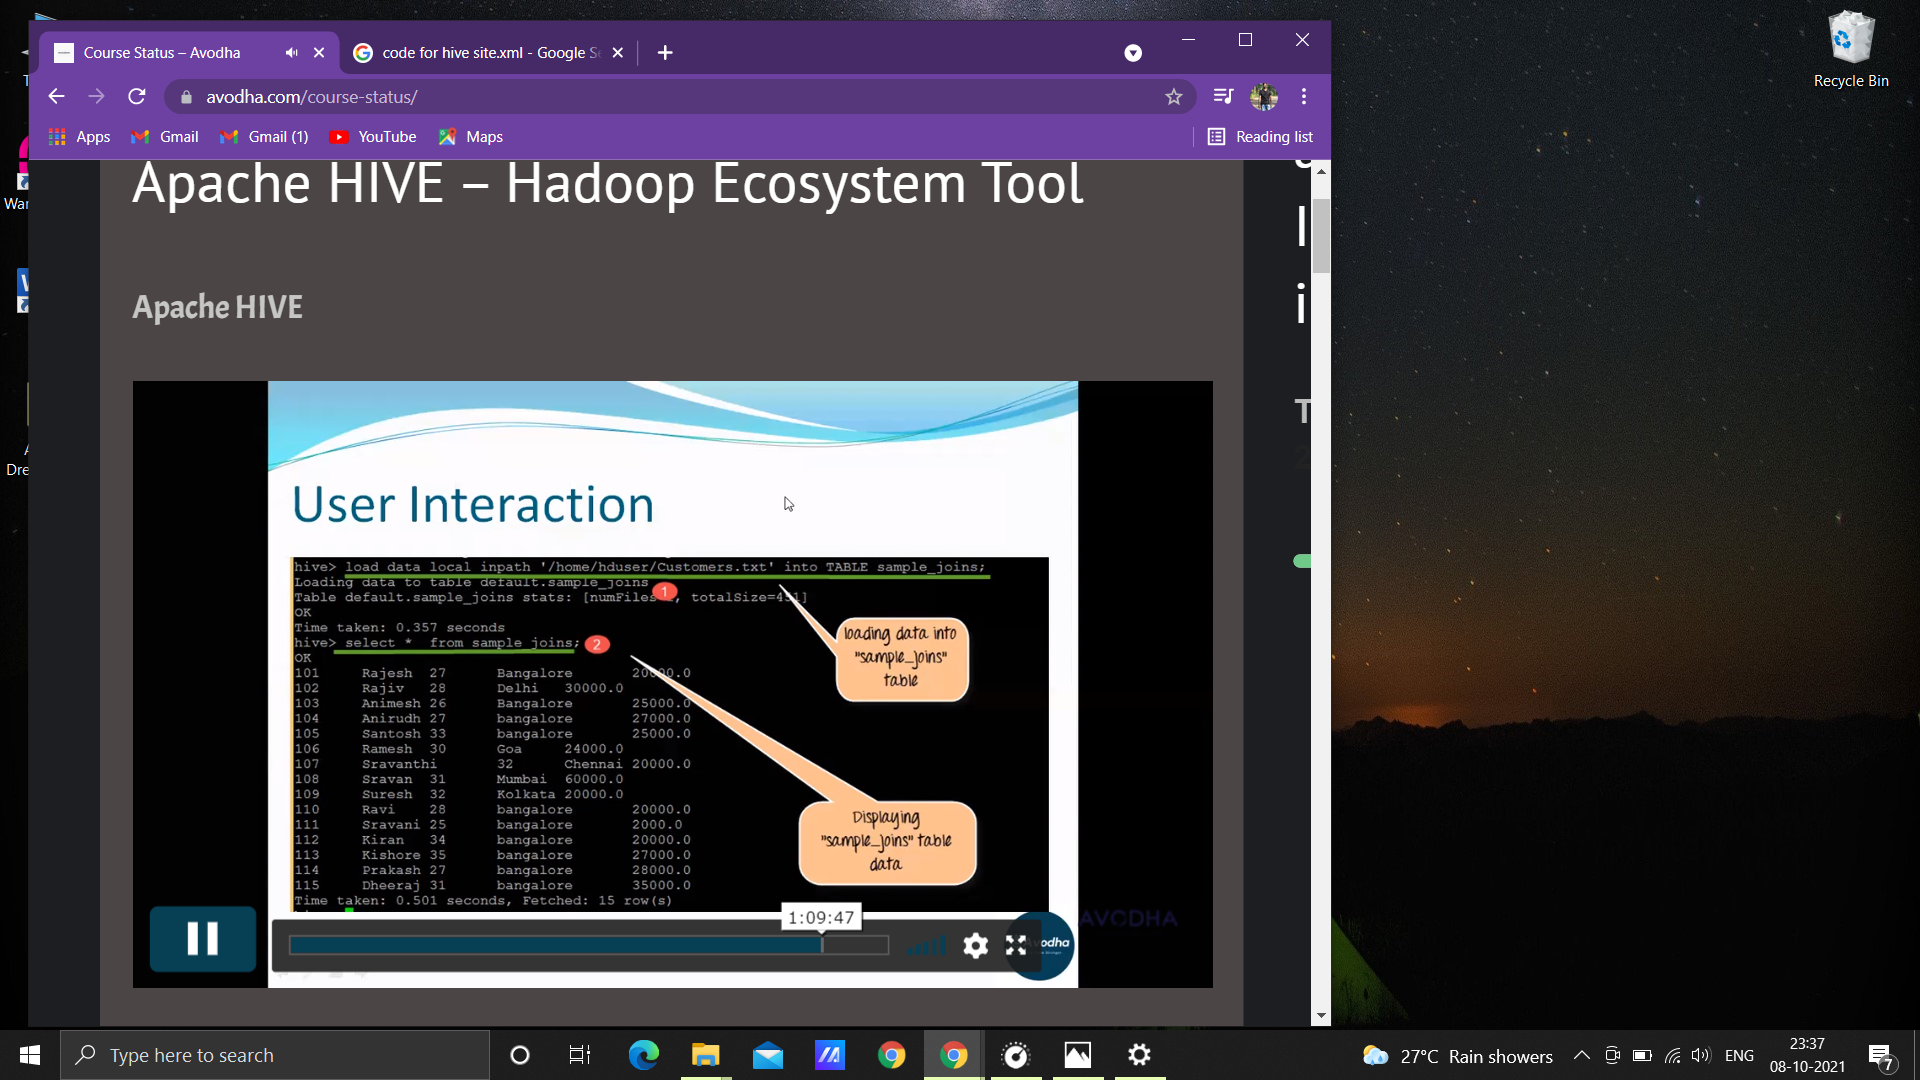 Course Status – Avodha
code for hive site.xml - Google S
avodha.com/course-status/
Apps
Gmail
Gmail (1)
YouTube
Maps
Reading list
Recycle Bin
Apache HIVE – Hadoop Ecosystem Tool
Apache HIVE
User Interaction
hive> load data local inpath '/home/hduser/Customers.txt' into TABLE sample_joins;
Loading data to table default.sample_joins
1
Table default.sample_joins stats: [numFiles , totalSize=4 1]
OK
Time taken: 0.357 seconds
hive> select * from sample_joins;
2
OK
101 Rajesh 27 Bangalore 20000.0
102 Rajiv 28 Delhi 30000.0
103 Animesh 26 Bangalore 25000.0
104 Anirudh 27 bangalore 27000.0
105 Santosh 33 bangalore 25000.0
106 Ramesh 30 Goa 24000.0
107 Sravanthi 32 Chennai 20000.0
108 Sravan 31 Mumbai 60000.0
109 Suresh 32 Kolkata 20000.0
110 Ravi 28 bangalore 20000.0
111 Sravani 25 bangalore 2000.0
112 Kiran 34 bangalore 20000.0
113 Kishore 35 bangalore 27000.0
114 Prakash 27 bangalore 28000.0
115 Dheeraj 31 bangalore 35000.0
Time taken: 0.501 seconds, Fetched: 15 row(s)
loading data into
"sample_joins"
table
Displaying
"sample_joins" table
data
1:09:47
AVODHA
Avodha
Type here to search
27°C Rain showers
ENG
23:37
08-10-2021
7